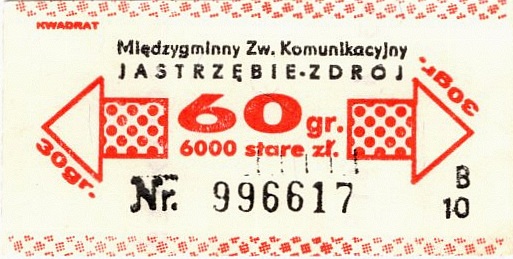 KWADRAT
Międzygminny Zw. Komunikacyjny
JASTRZĘBIE-ZDRÓJ
60 gr.
6000 stare zł.
30gr.
30gr.
Nr. 996617
B
10